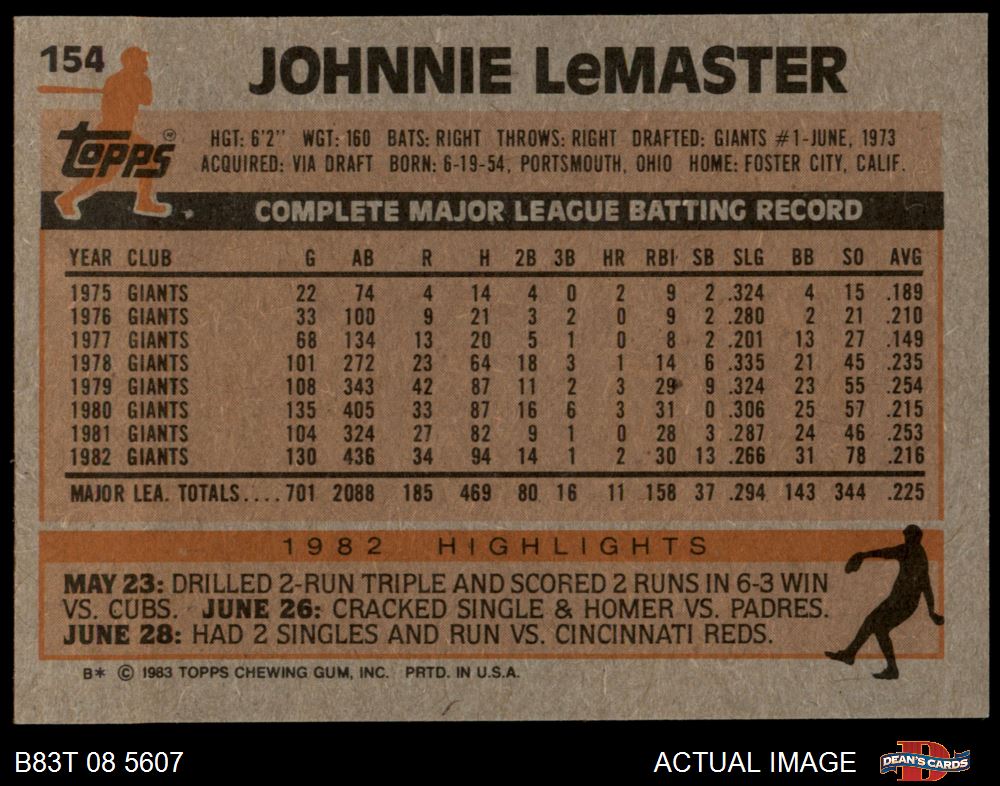 154
JOHNNIE LeMASTER
topps
HGT: 6'2" WGT: 160 BATS: RIGHT THROWS: RIGHT DRAFTED: GIANTS #1-JUNE, 1973
ACQUIRED: VIA DRAFT BORN: 6-19-54, PORTSMOUTH, OHIO HOME: FOSTER CITY, CALIF.
COMPLETE MAJOR LEAGUE BATTING RECORD
YEAR CLUB G AB R H 2B 3B HR RBI SB SLG BB SO AVG
1975 GIANTS 22 74 4 14 4 0 2 9 2 .324 4 15 .189
1976 GIANTS 33 100 9 21 3 2 0 9 2 .280 2 21 .210
1977 GIANTS 68 134 13 20 5 1 0 8 2 .201 13 27 .149
1978 GIANTS 101 272 23 64 18 3 1 14 6 .335 21 45 .235
1979 GIANTS 108 343 42 87 11 2 3 29 9 .324 23 55 .254
1980 GIANTS 135 405 33 87 16 6 3 31 0 .306 25 57 .215
1981 GIANTS 104 324 27 82 9 1 0 28 3 .287 24 46 .253
1982 GIANTS 130 436 34 94 14 1 2 30 13 .266 31 78 .216
MAJOR LEA. TOTALS....701 2088 185 469 80 16 11 158 37 .294 143 344 .225
1982 HIGHLIGHTS
MAY 23: DRILLED 2-RUN TRIPLE AND SCORED 2 RUNS IN 6-3 WIN
VS. CUBS. JUNE 26: CRACKED SINGLE & HOMER VS. PADRES.
JUNE 28: HAD 2 SINGLES AND RUN VS. CINCINNATI REDS.
B* © 1983 TOPPS CHEWING GUM, INC. PRTD. IN U.S.A.
B83T 08 5607 ACTUAL IMAGE D DEAN'S CARDS